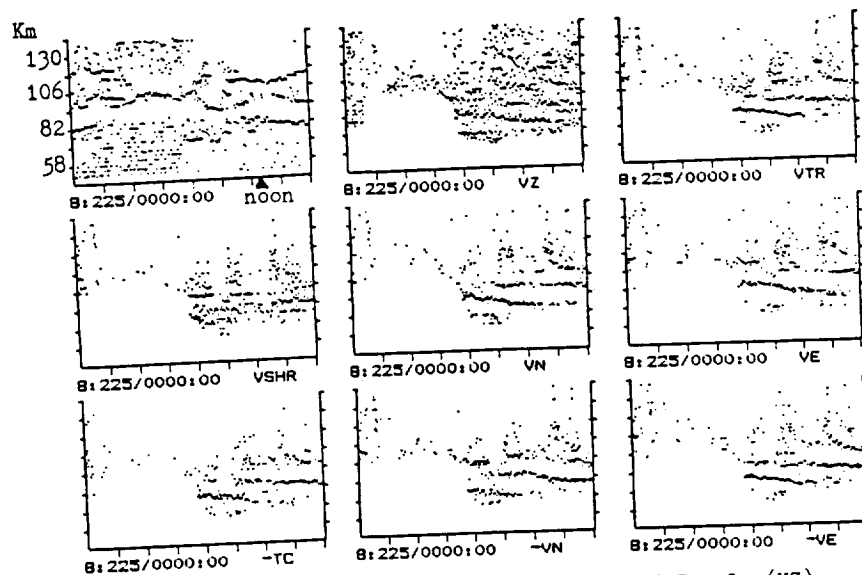 Km
130
106
82
58
8:225/0000:00 noon
8:225/0000:00 VZ
8:225/0000:00 VTR
8:225/0000:00 VSHR
8:225/0000:00 VN
8:225/0000:00 VE
8:225/0000:00 -TC
8:225/0000:00 -VN
8:225/0000:00 -VE